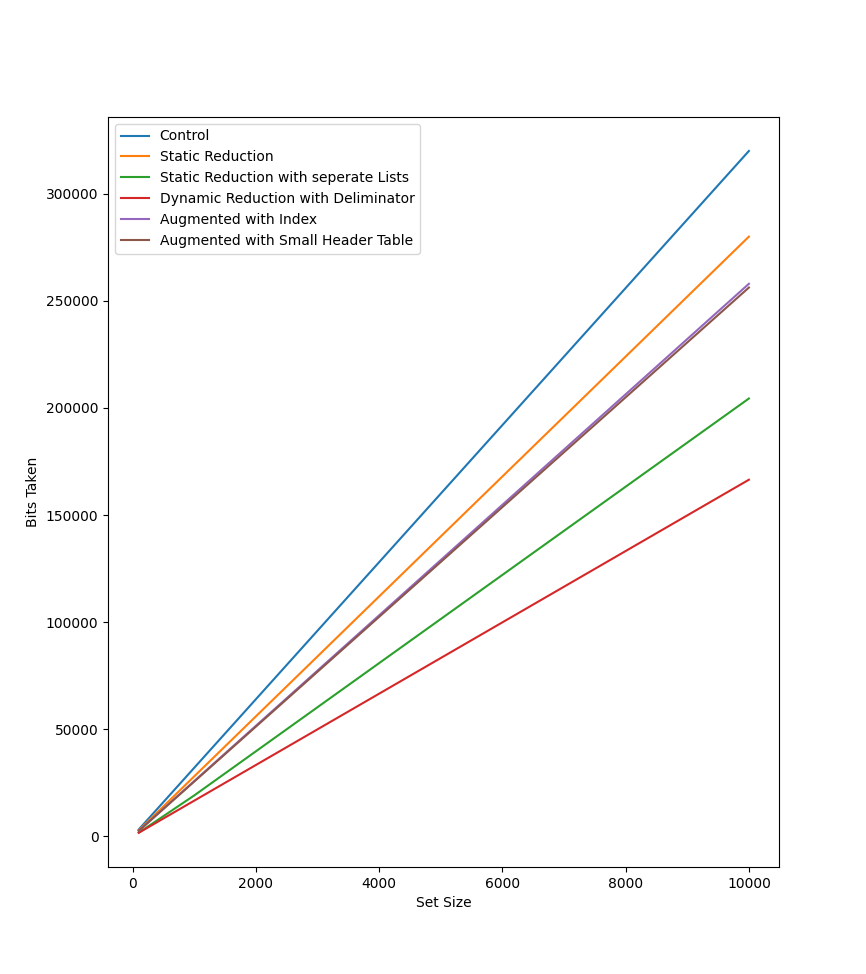 Control
Static Reduction
Static Reduction with seperate Lists
Dynamic Reduction with Deliminator
Augmented with Index
Augmented with Small Header Table
300000
250000
200000
150000
100000
50000
0
Bits Taken
0 2000 4000 6000 8000 10000
Set Size